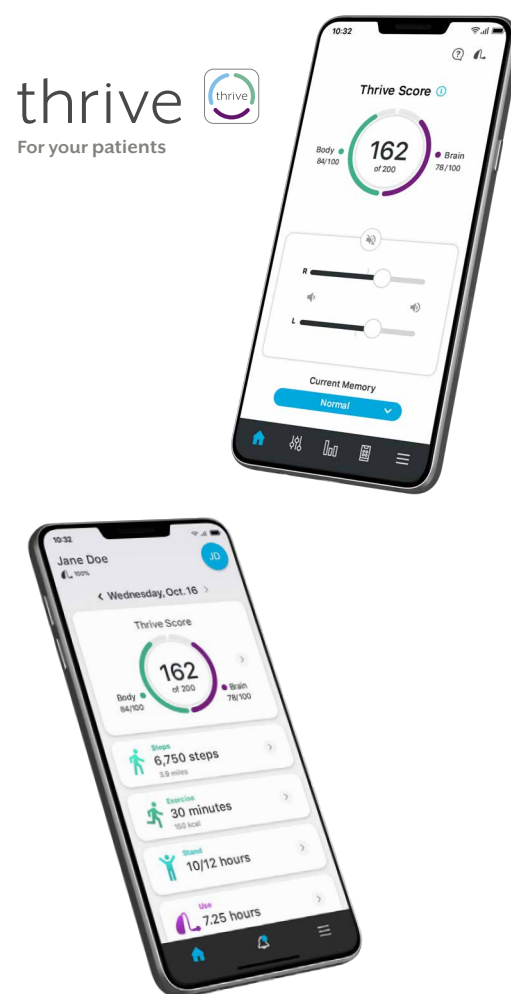 thrive
thrive
For your patients
10:32
Thrive Score
Body
84/100
162
of 200
Brain
78/100
R
L
Current Memory
Normal
10:32
Jane Doe
100%
JD
Wednesday, Oct. 16
Thrive Score
162
of 200
Body
84/100
Brain
78/100
Steps
6,750 steps
3.9 miles
Exercise
30 minutes
150 kcal
Stand
10/12 hours
Use
7.25 hours